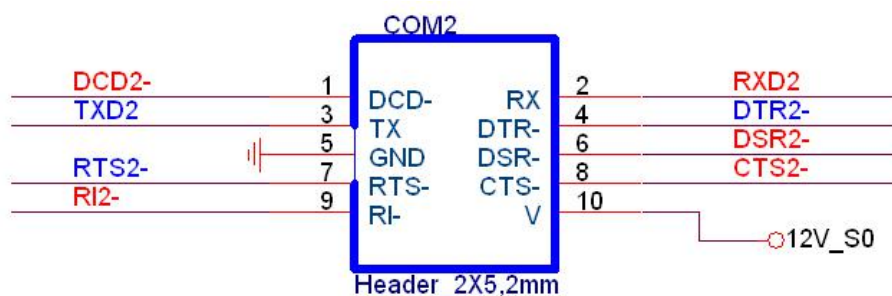 COM2
DCD2- 1 DCD- RX 2 RXD2
TXD2 3 TX DTR- 4 DTR2-
5 GND DSR- 6 DSR2-
RTS2- 7 RTS- CTS- 8 CTS2-
RI2- 9 RI- V 10
12V_S0
Header 2X5,2mm